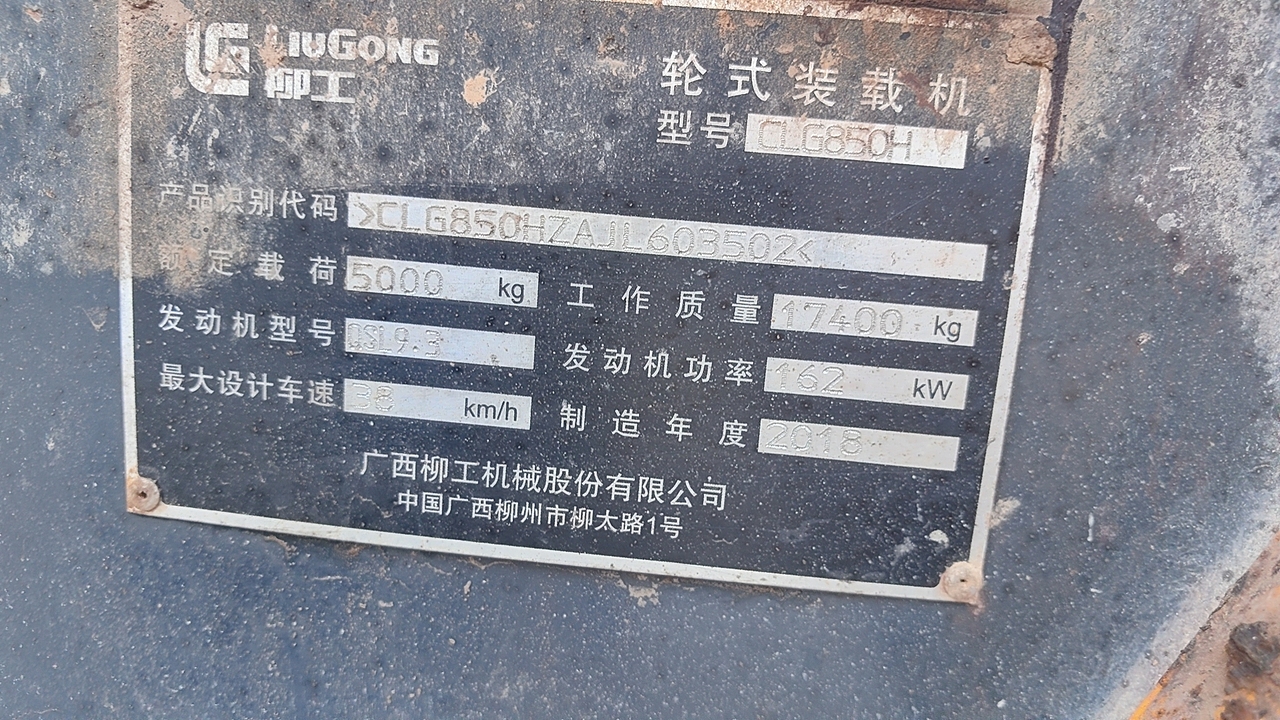 LIUGONG
柳工
轮式装载机
型号 CLG850H
产品识别代码 >CLG850HZAJL603502<
额定载荷 5000 kg 工作质量 17400 kg
发动机型号 QSL9.3 发动机功率 162 kW
最大设计车速 38 km/h 制造年度 2018
广西柳工机械股份有限公司
中国广西柳州市柳太路1号